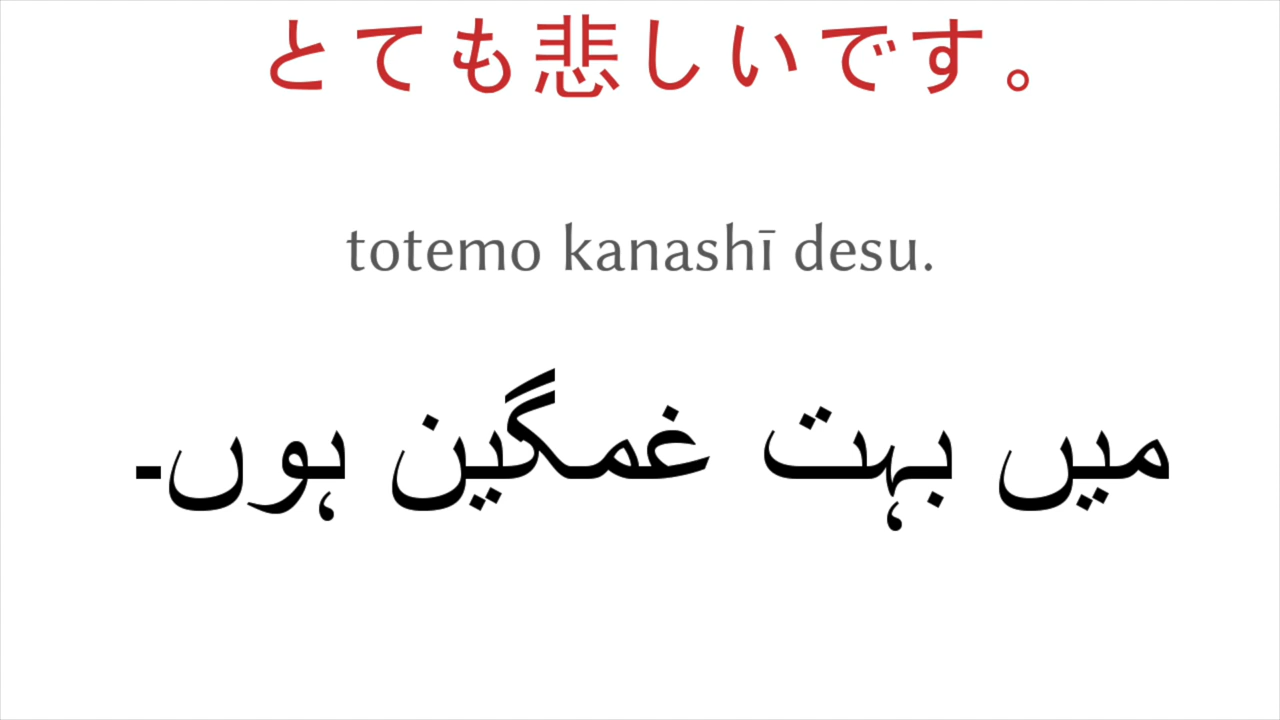 とても悲しいです。
totemo kanashī desu.
میں بہت غمگین ہوں۔